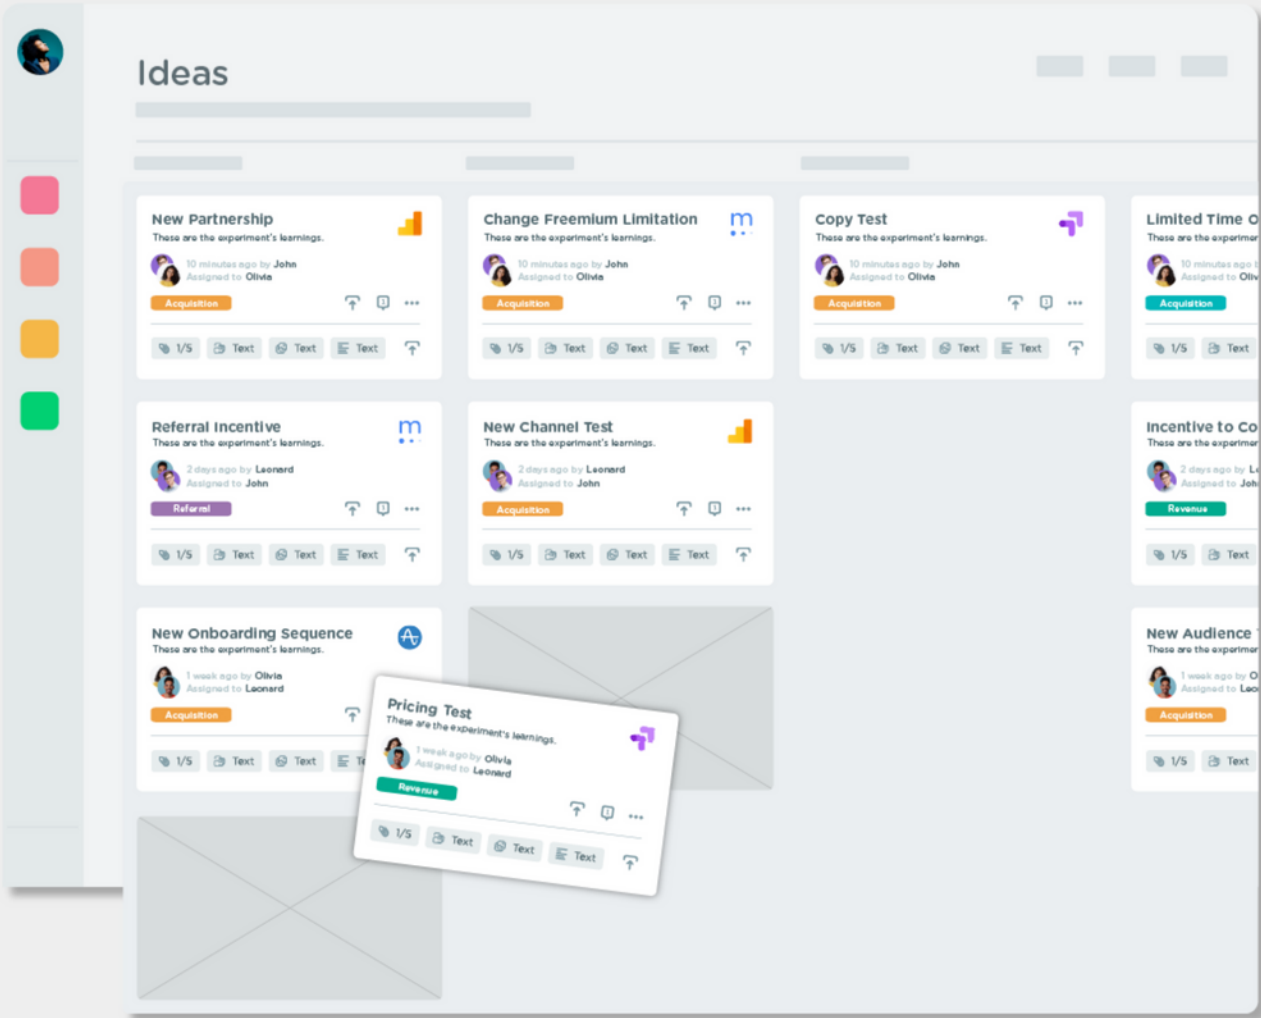 Ideas
New Partnership
These are the experiment's learnings.
10 minutes ago by John
Assigned to Olivia
Acquisition
1/5 Text Text Text
Change Freemium Limitation
These are the experiment's learnings.
10 minutes ago by John
Assigned to Olivia
Acquisition
1/5 Text Text Text
Copy Test
These are the experiment's learnings.
10 minutes ago by John
Assigned to Olivia
Acquisition
1/5 Text Text Text
Limited Time O
These are the experimer
10 minutes ago
Assigned to Oliv
Acquisition
1/5 Text
Referral Incentive
These are the experiment's learnings.
2 days ago by Leonard
Assigned to John
Referral
1/5 Text Text Text
New Channel Test
These are the experiment's learnings.
2 days ago by Leonard
Assigned to John
Acquisition
1/5 Text Text Text
Incentive to Co
These are the experimer
2 days ago by L
Assigned to Joh
Revenue
1/5 Text
New Onboarding Sequence
These are the experiment's learnings.
1 week ago by Olivia
Assigned to Leonard
Acquisition
1/5 Text Text Te
Pricing Test
These are the experiment's learnings.
1 week ago by Olivia
Assigned to Leonard
Revenue
1/5 Text Text Text
New Audience
These are the experimer
1 week ago by O
Assigned to Leo
Acquisition
1/5 Text